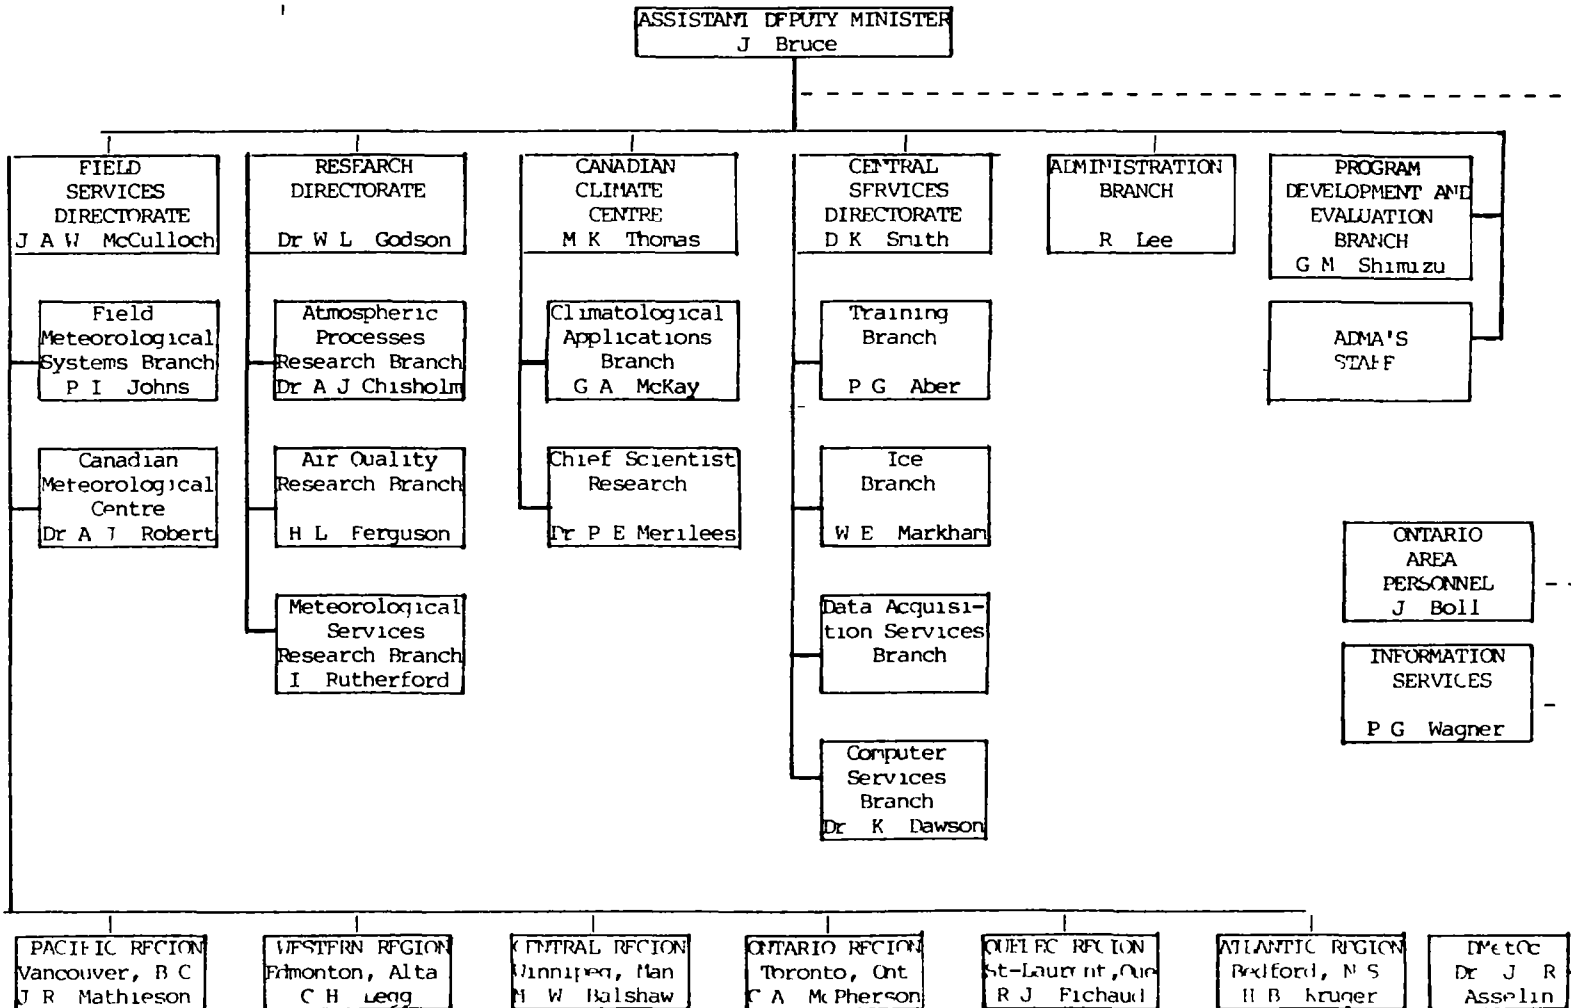 ASSISTANT DEPUTY MINISTER
J Bruce
FIELD
SERVICES
DIRECTORATE
J A W McCulloch
RESEARCH
DIRECTORATE
Dr W L Godson
CANADIAN
CLIMATE
CENTRE
M K Thomas
CENTRAL
SERVICES
DIRECTORATE
D K Smith
ADMINISTRATION
BRANCH
R Lee
PROGRAM
DEVELOPMENT AND
EVALUATION
BRANCH
G M Shimizu
Field
Meteorological
Systems Branch
P I Johns
Atmospheric
Processes
Research Branch
Dr A J Chisholm
Climatological
Applications
Branch
G A McKay
Training
Branch
P G Aber
ADMA'S
STAFF
Canadian
Meteorological
Centre
Dr A J Robert
Air Quality
Research Branch
H L Ferguson
Chief Scientist
Research
Dr P E Merilees
Ice
Branch
W E Markham
ONTARIO
AREA
PERSONNEL
J Boll
Meteorological
Services
Research Branch
I Rutherford
Data Acquisi-
tion Services
Branch
INFORMATION
SERVICES
P G Wagner
Computer
Services
Branch
Dr K Dawson
PACIFIC REGION
Vancouver, B C
J R Mathieson
WESTERN REGION
Edmonton, Alta
C H Legg
CENTRAL REGION
Winnipeg, Man
W Balshaw
ONTARIO REGION
Toronto, Ont
A McPherson
QUEBEC REGION
St-Laurent, Que
R J Fichaud
ATLANTIC REGION
Bedford, N S
H B Kruger
DMetOc
Dr J R
Asselin